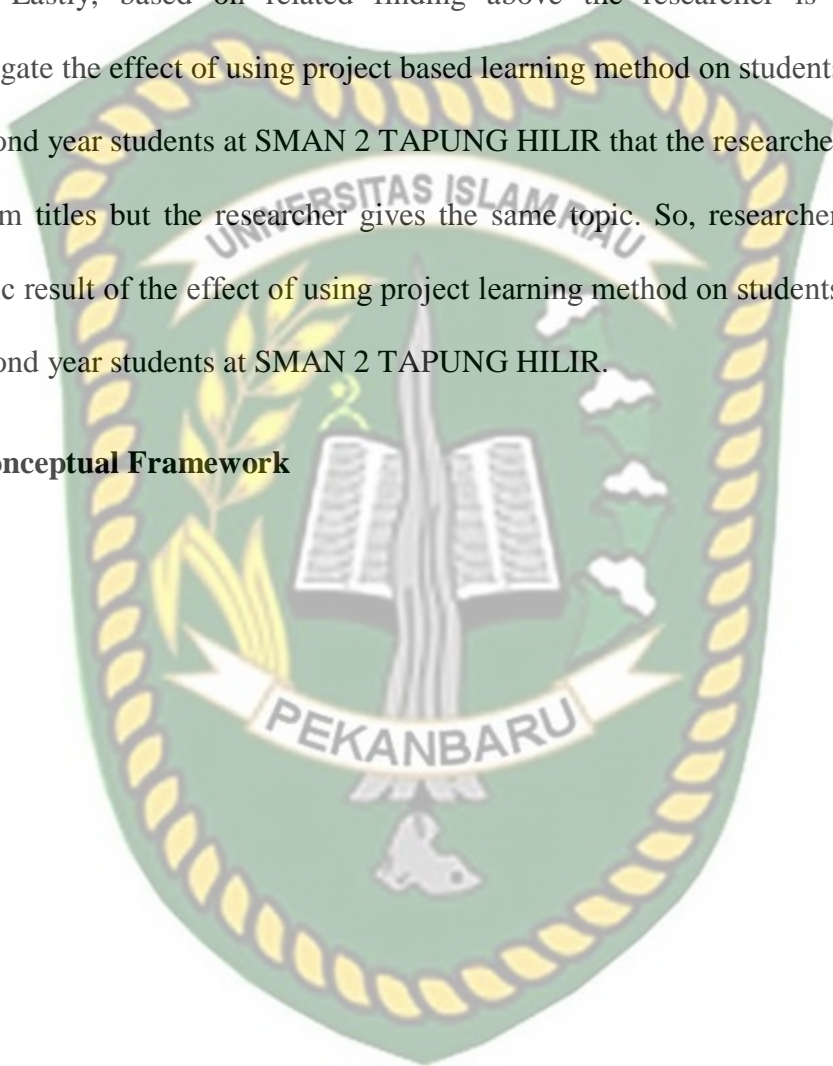 Lastly, based on related finding above the researcher is
gate the effect of using project based learning method on students
ond year students at SMAN 2 TAPUNG HILIR that the researche
m titles but the researcher gives the same topic. So, researcher
c result of the effect of using project learning method on students
ond year students at SMAN 2 TAPUNG HILIR.
onceptual Framework
UNIVERSITAS ISLAM RIAU
PEKANBARU